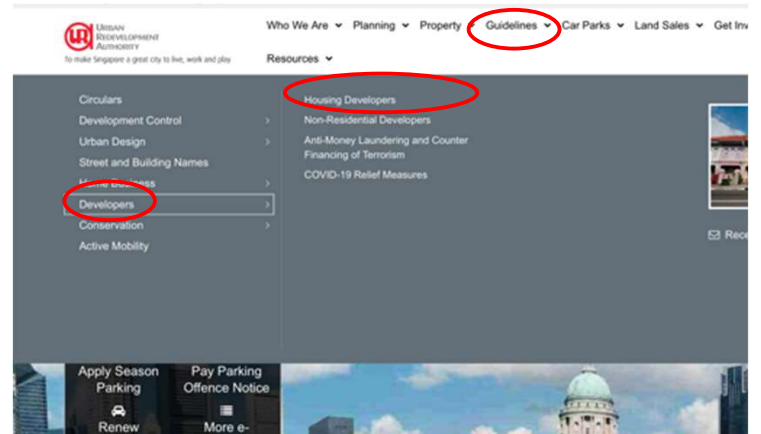 URBAN
REDEVELOPMENT
AUTHORITY
To make Singapore a great city to live, work and play
Who We Are Planning Property Guidelines Car Parks Land Sales Get Inv
Resources
Circulars
Development Control
Urban Design
Street and Building Names
Home Business
Developers
Conservation
Active Mobility
Housing Developers
Non-Residential Developers
Anti-Money Laundering and Counter
Financing of Terrorism
COVID-19 Relief Measures
Rece
Apply Season
Parking
Pay Parking
Offence Notice
Renew
More e-